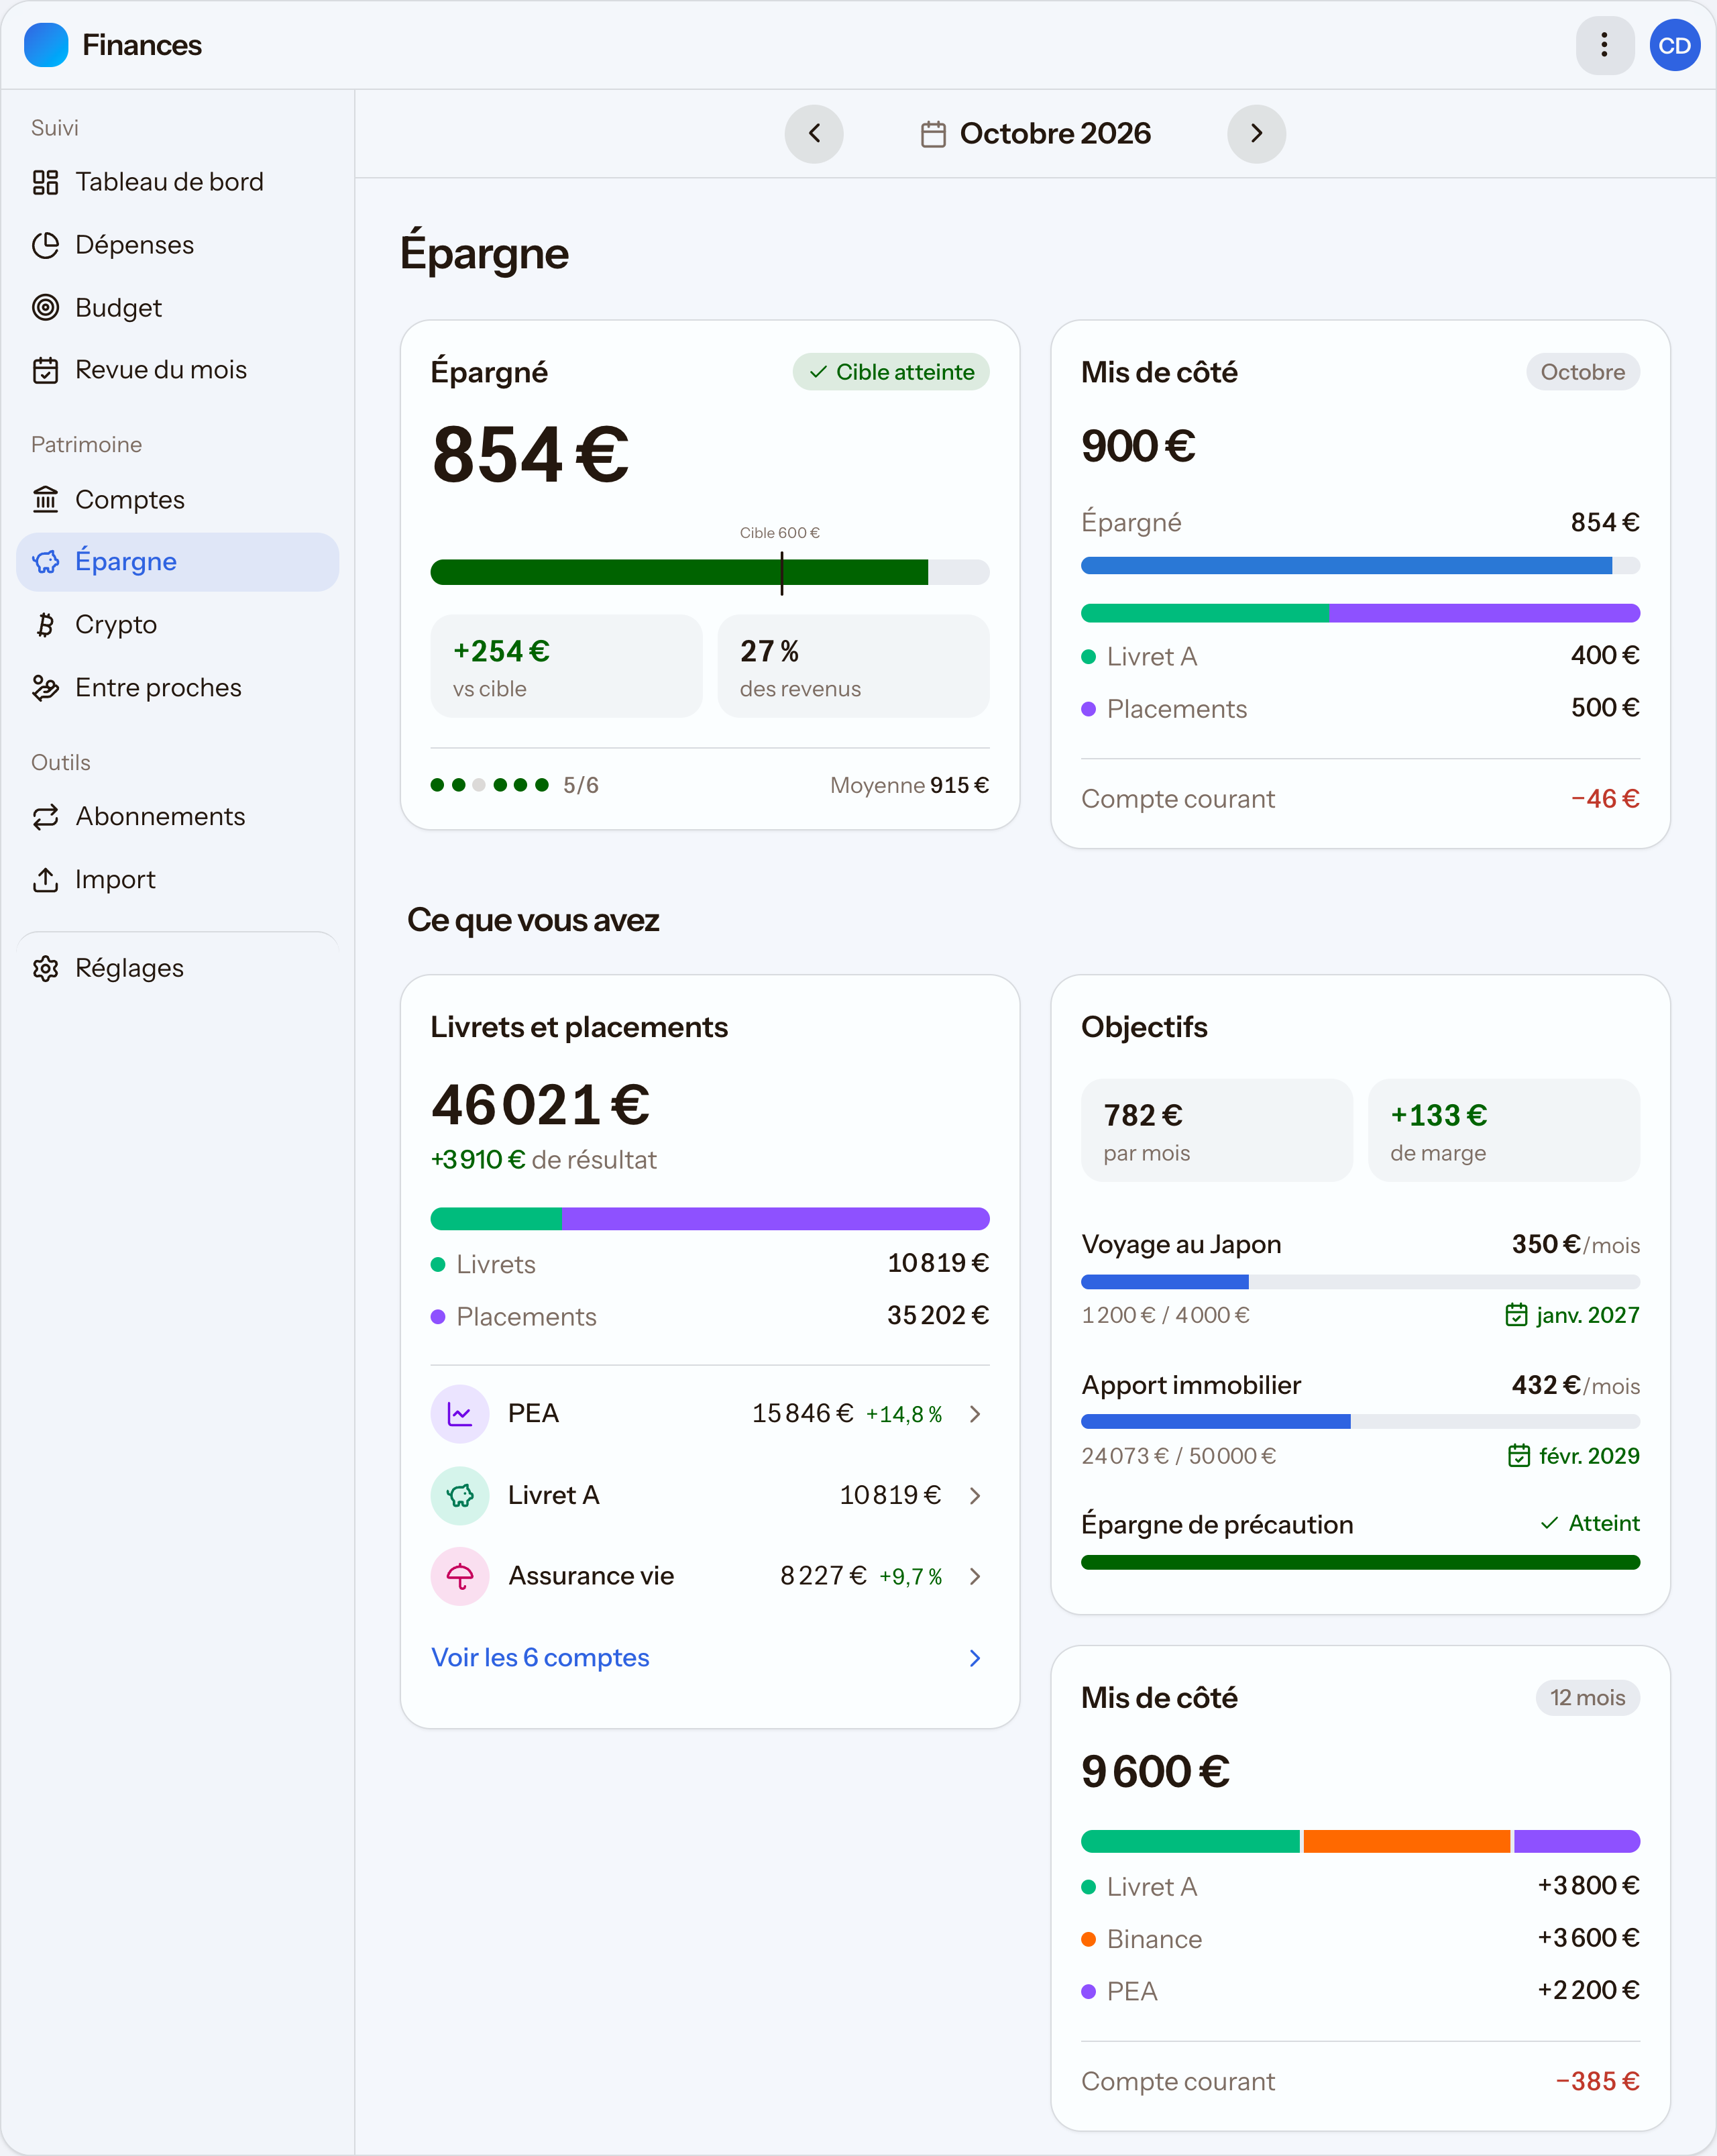 Finances
CD
Suivi
Tableau de bord
Dépenses
Budget
Revue du mois
Patrimoine
Comptes
Épargne
Crypto
Entre proches
Outils
Abonnements
Import
Réglages
Octobre 2026
Épargne
Épargné
Cible atteinte
854 €
Cible 600 €
+254 €
vs cible
27 %
des revenus
5/6
Moyenne 915 €
Mis de côté
Octobre
900 €
Épargné 854 €
Livret A 400 €
Placements 500 €
Compte courant −46 €
Ce que vous avez
Livrets et placements
46 021 €
+3 910 € de résultat
Livrets 10 819 €
Placements 35 202 €
PEA 15 846 € +14,8 %
Livret A 10 819 €
Assurance vie 8 227 € +9,7 %
Voir les 6 comptes
Objectifs
782 €
par mois
+133 €
de marge
Voyage au Japon 350 €/mois
1 200 € / 4 000 € janv. 2027
Apport immobilier 432 €/mois
24 073 € / 50 000 € févr. 2029
Épargne de précaution Atteint
Mis de côté
12 mois
9 600 €
Livret A +3 800 €
Binance +3 600 €
PEA +2 200 €
Compte courant −385 €